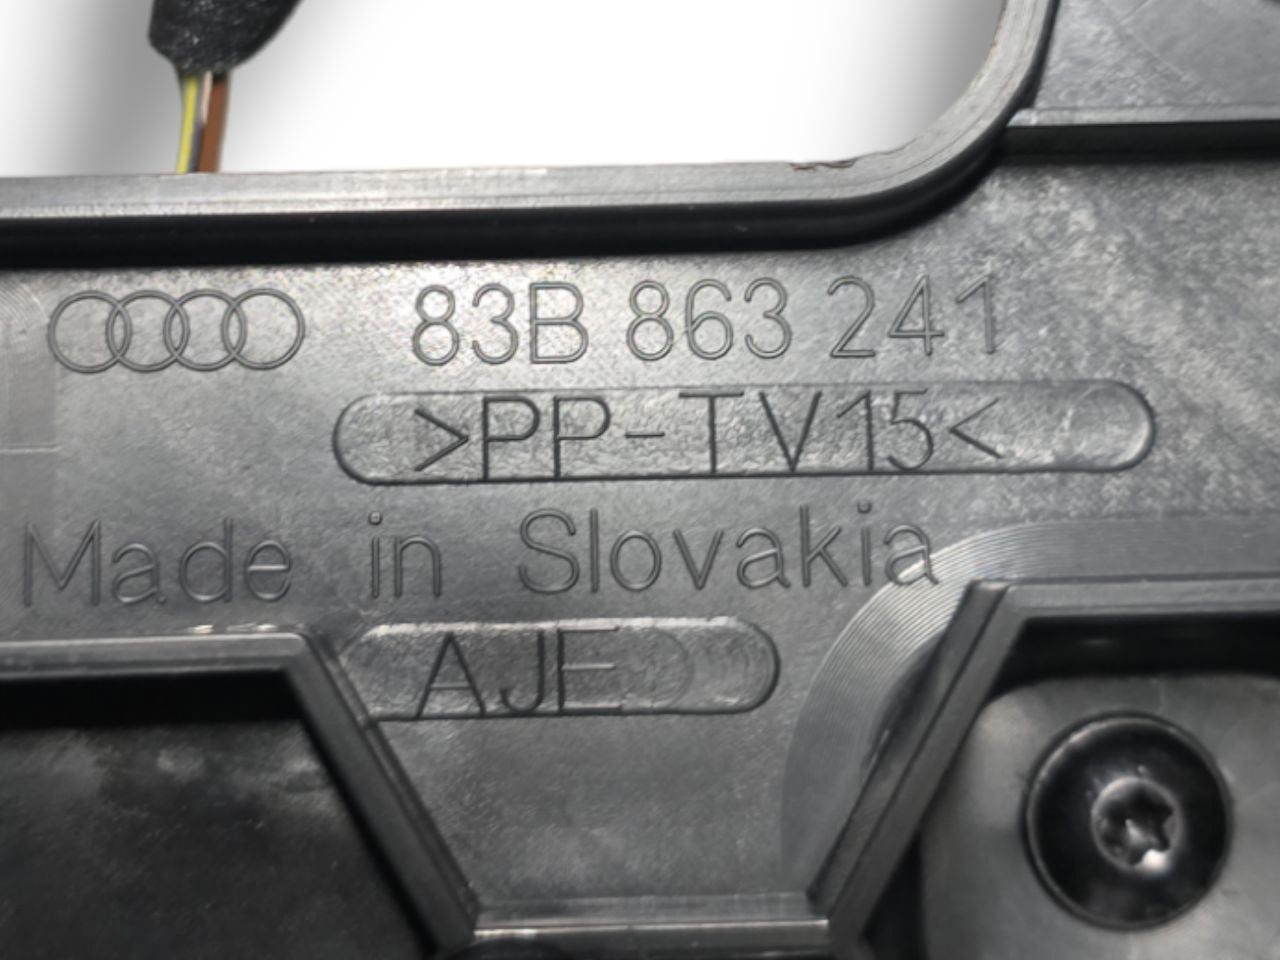 83B 863 241
>PP-TV15<
Made in Slovakia
AJE